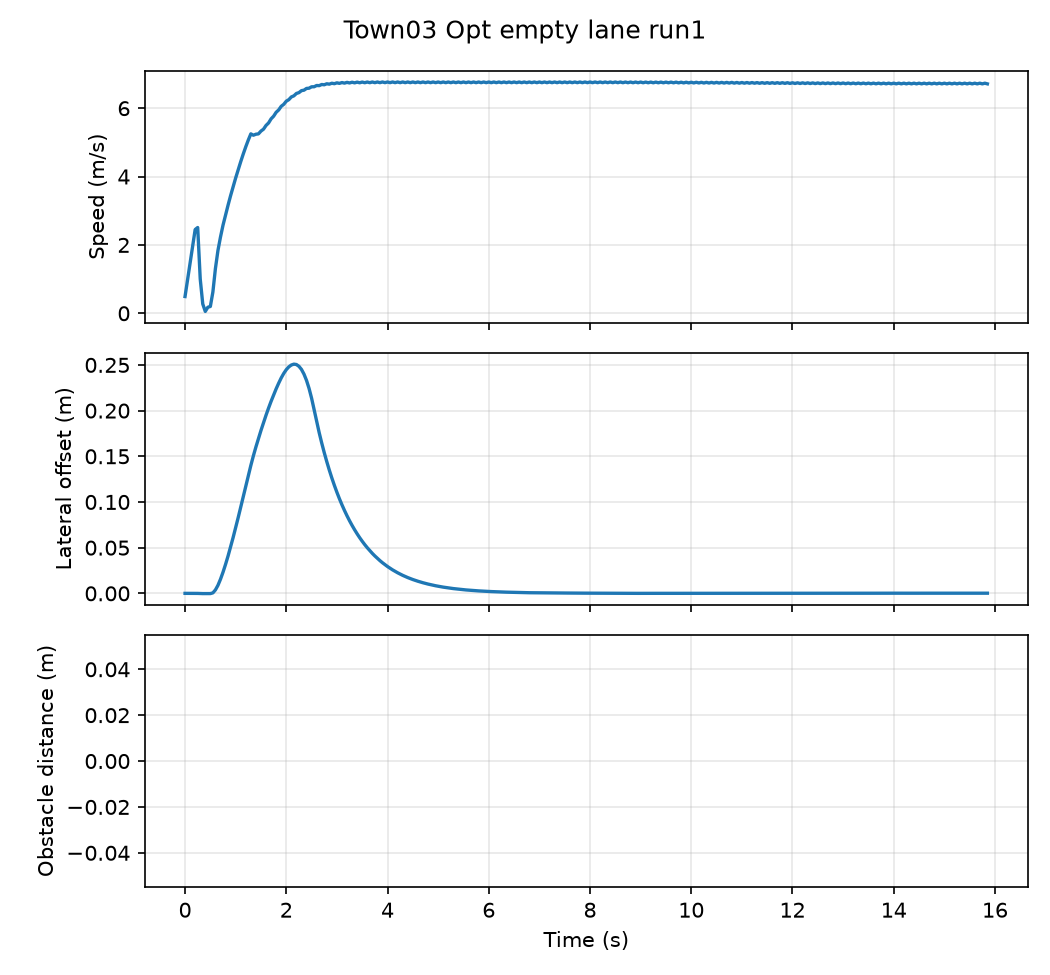 Town03 Opt empty lane run1
Speed (m/s)
6
4
2
0
Lateral offset (m)
0.25
0.20
0.15
0.10
0.05
0.00
Obstacle distance (m)
0.04
0.02
0.00
−0.02
−0.04
0 2 4 6 8 10 12 14 16
Time (s)